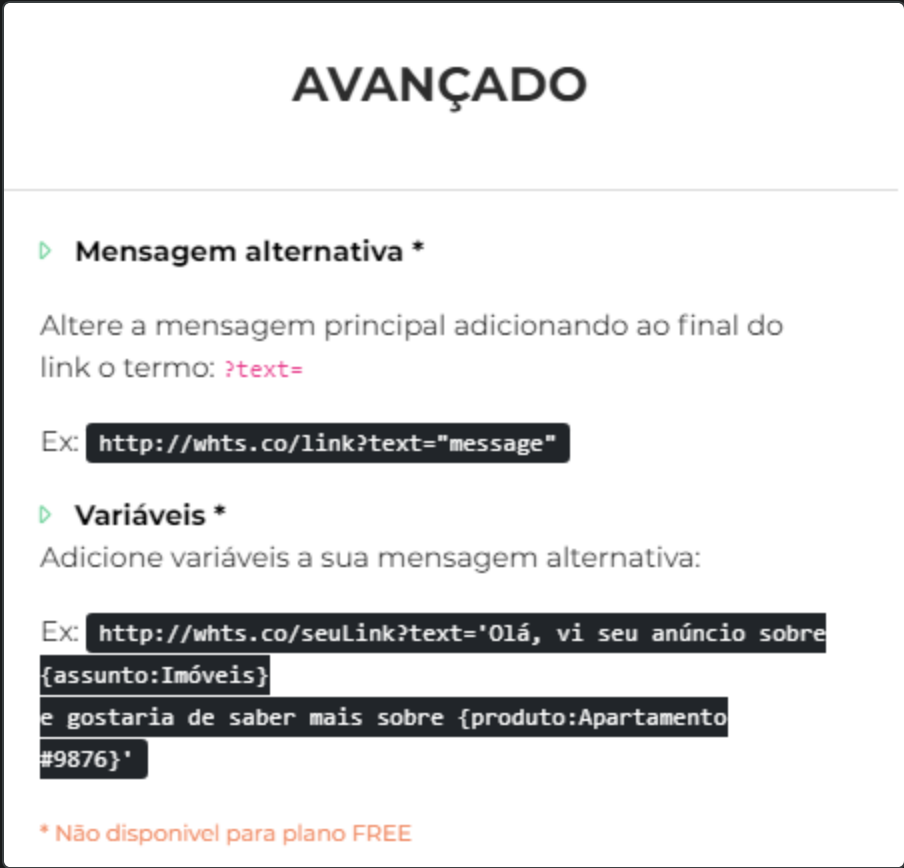 AVANÇADO
Mensagem alternativa *
Altere a mensagem principal adicionando ao final do
link o termo: ?text=
Ex: http://whts.co/link?text="message"
Variáveis *
Adicione variáveis a sua mensagem alternativa:
Ex: http://whts.co/seuLink?text='Olá, vi seu anúncio sobre
{assunto:Imóveis}
e gostaria de saber mais sobre {produto:Apartamento
#9876}'
* Não disponivel para plano FREE